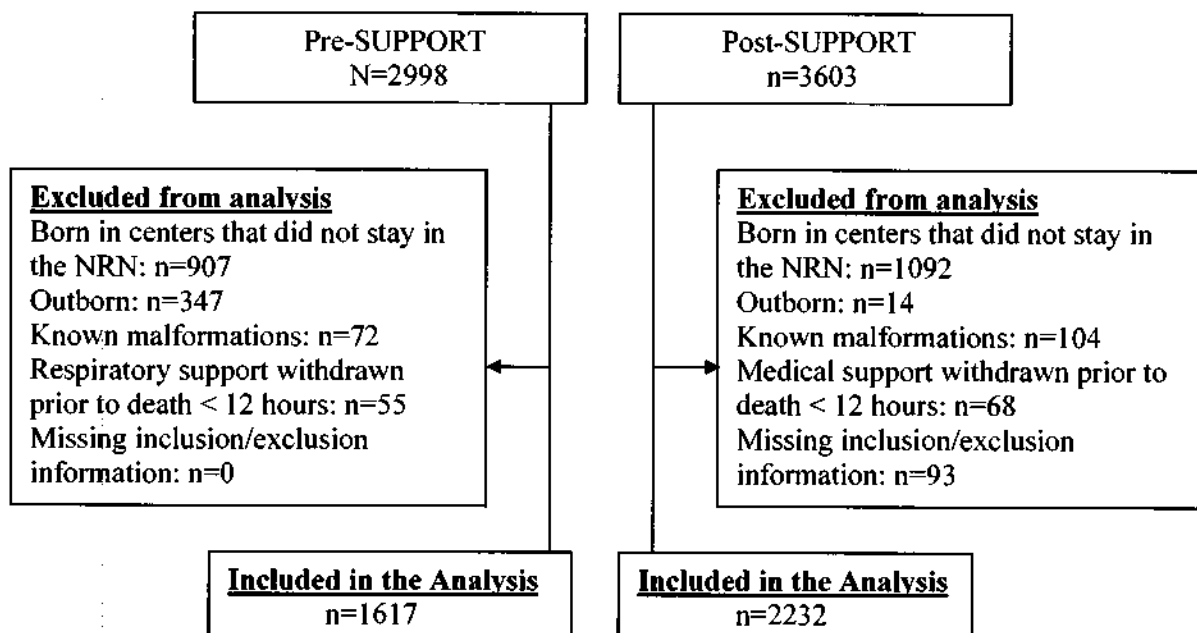 Pre-SUPPORT
N=2998
Post-SUPPORT
n=3603
Excluded from analysis
Born in centers that did not stay in
the NRN: n=907
Outborn: n=347
Known malformations: n=72
Respiratory support withdrawn
prior to death < 12 hours: n=55
Missing inclusion/exclusion
information: n=0
Excluded from analysis
Born in centers that did not stay in
the NRN: n=1092
Outborn: n=14
Known malformations: n=104
Medical support withdrawn prior to
death < 12 hours: n=68
Missing inclusion/exclusion
information: n=93
Included in the Analysis
n=1617
Included in the Analysis
n=2232